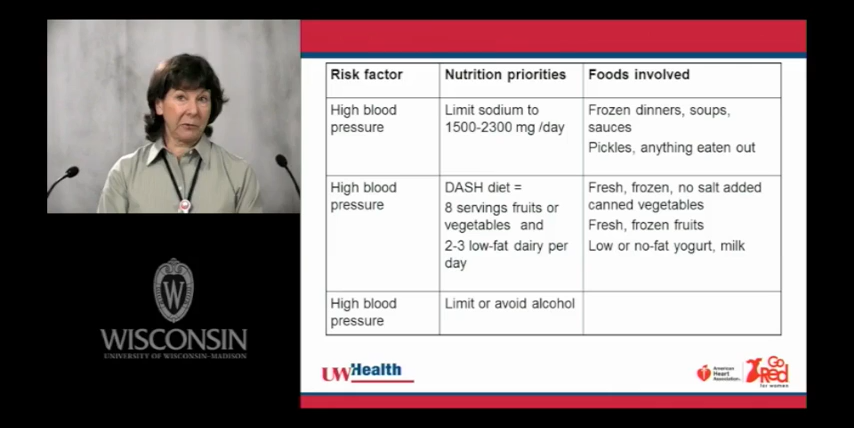 Risk factor
Nutrition priorities
Foods involved
High blood
pressure
Limit sodium to
1500-2300 mg /day
Frozen dinners, soups,
sauces
Pickles, anything eaten out
High blood
pressure
DASH diet =
8 servings fruits or
vegetables and
2-3 low-fat dairy per
day
Fresh, frozen, no salt added
canned vegetables
Fresh, frozen fruits
Low or no-fat yogurt, milk
High blood
pressure
Limit or avoid alcohol
W
WISCONSIN
UNIVERSITY OF WISCONSIN-MADISON
UWHealth
American
Heart
Association
Go
Red
for women